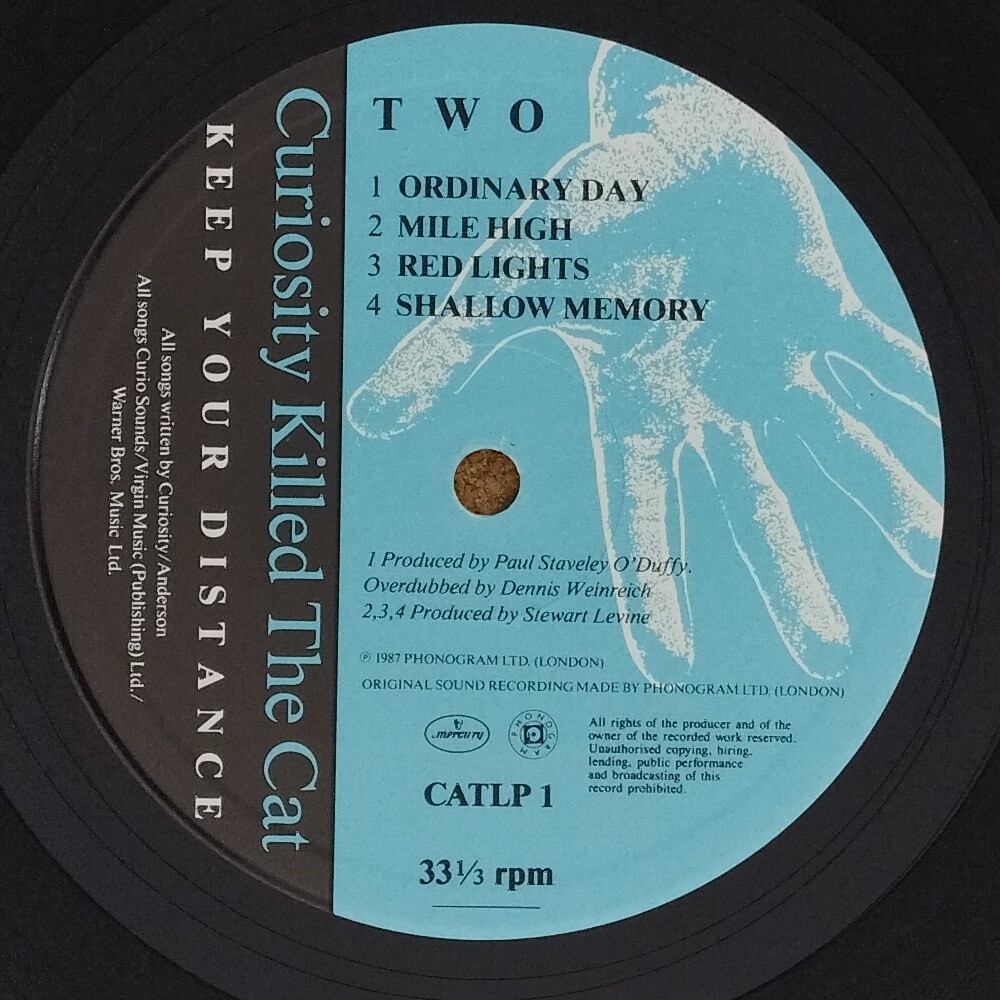 Curiosity Killed The Cat
KEEP YOUR DISTANCE
All songs written by Curiosity/Anderson
All songs Curio Sounds/Virgin Music (Publishing) Ltd./
Warner Bros. Music Ltd.
TWO
1 ORDINARY DAY
2 MILE HIGH
3 RED LIGHTS
4 SHALLOW MEMORY
1 Produced by Paul Staveley O'Duffy.
Overdubbed by Dennis Weinreich
2,3,4 Produced by Stewart Levine
℗ 1987 PHONOGRAM LTD. (LONDON)
ORIGINAL SOUND RECORDING MADE BY PHONOGRAM LTD. (LONDON)
mercury
PHONOGRAM
All rights of the producer and of the
owner of the recorded work reserved.
Unauthorised copying, hiring,
lending, public performance
and broadcasting of this
record prohibited.
CATLP 1
33⅓ rpm